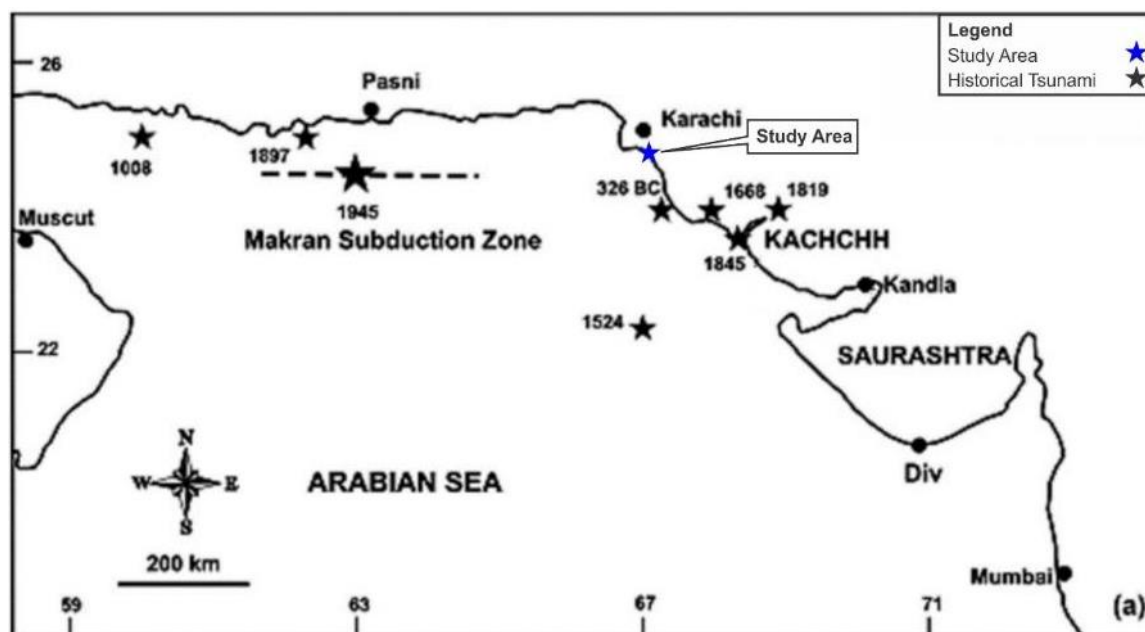 Legend
Study Area
Historical Tsunami
26
Pasni
Karachi
Study Area
1008
1897
326 BC
1668
1819
1945
Muscut
Makran Subduction Zone
KACHCHH
1845
Kandla
1524
22
SAURASHTRA
N
W
E
S
ARABIAN SEA
Div
200 km
Mumbai
(a)
59
63
67
71